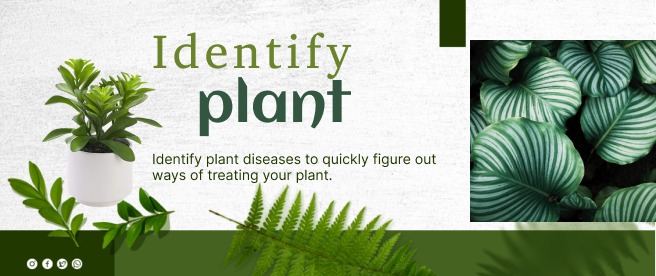 Identify
plant
Identify plant diseases to quickly figure out
ways of treating your plant.